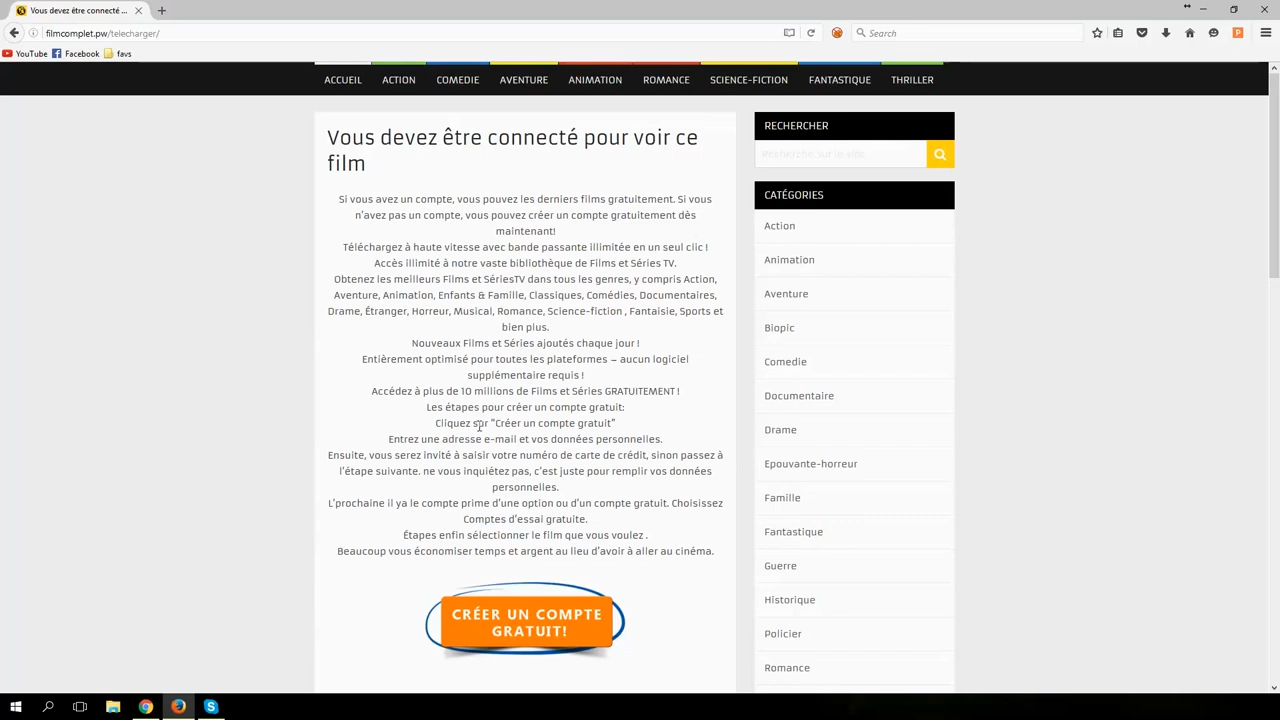 Vous devez être connecté ...
filmcomplet.pw/telecharger/
Search
YouTube Facebook favs
ACCUEIL ACTION COMEDIE AVENTURE ANIMATION ROMANCE SCIENCE-FICTION FANTASTIQUE THRILLER
Vous devez être connecté pour voir ce
film
Si vous avez un compte, vous pouvez les derniers films gratuitement. Si vous
n'avez pas un compte, vous pouvez créer un compte gratuitement dès
maintenant!
Téléchargez à haute vitesse avec bande passante illimitée en un seul clic !
Accès illimité à notre vaste bibliothèque de Films et Séries TV.
Obtenez les meilleurs Films et SériesTV dans tous les genres, y compris Action,
Aventure, Animation, Enfants & Famille, Classiques, Comédies, Documentaires,
Drame, Étranger, Horreur, Musical, Romance, Science-fiction , Fantaisie, Sports et
bien plus.
Nouveaux Films et Séries ajoutés chaque jour !
Entièrement optimisé pour toutes les plateformes – aucun logiciel
supplémentaire requis !
Accédez à plus de 10 millions de Films et Séries GRATUITEMENT !
Les étapes pour créer un compte gratuit:
Cliquez sur "Créer un compte gratuit"
Entrez une adresse e-mail et vos données personnelles.
Ensuite, vous serez invité à saisir votre numéro de carte de crédit, sinon passez à
l'étape suivante. ne vous inquiétez pas, c'est juste pour remplir vos données
personnelles.
L'prochaine il ya le compte prime d'une option ou d'un compte gratuit. Choisissez
Comptes d'essai gratuite.
Étapes enfin sélectionner le film que vous voulez .
Beaucoup vous économiser temps et argent au lieu d'avoir à aller au cinéma.
CRÉER UN COMPTE
GRATUIT!
RECHERCHER
Recherche sur le site...
CATÉGORIES
Action
Animation
Aventure
Biopic
Comedie
Documentaire
Drame
Epouvante-horreur
Famille
Fantastique
Guerre
Historique
Policier
Romance